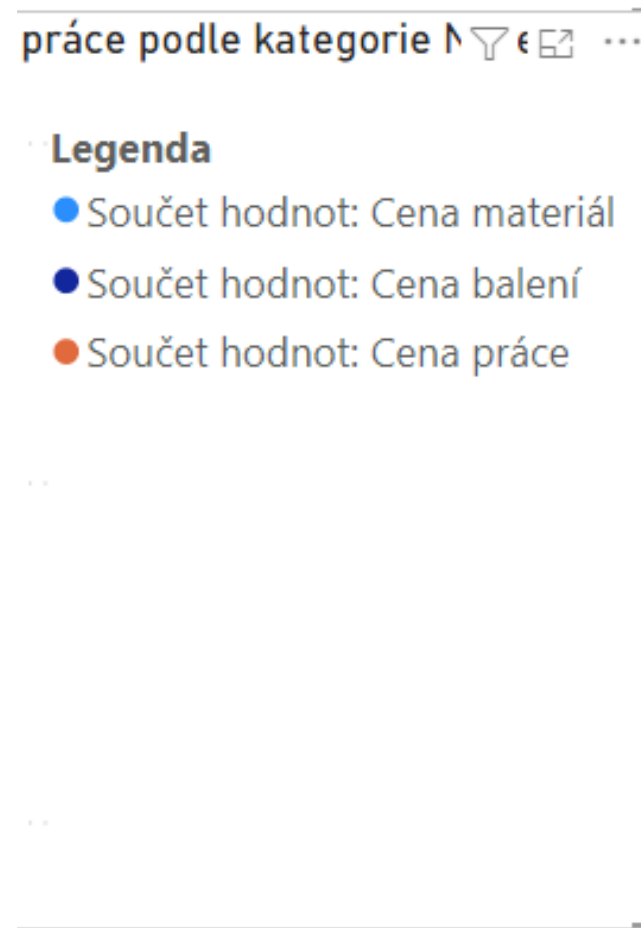 práce podle kategorie
Legenda
Součet hodnot: Cena materiál
Součet hodnot: Cena balení
Součet hodnot: Cena práce